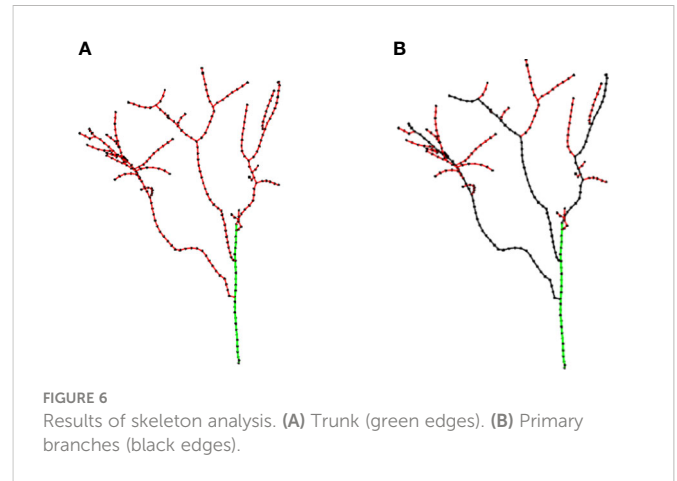 A
B
FIGURE 6
Results of skeleton analysis. (A) Trunk (green edges). (B) Primary
branches (black edges).